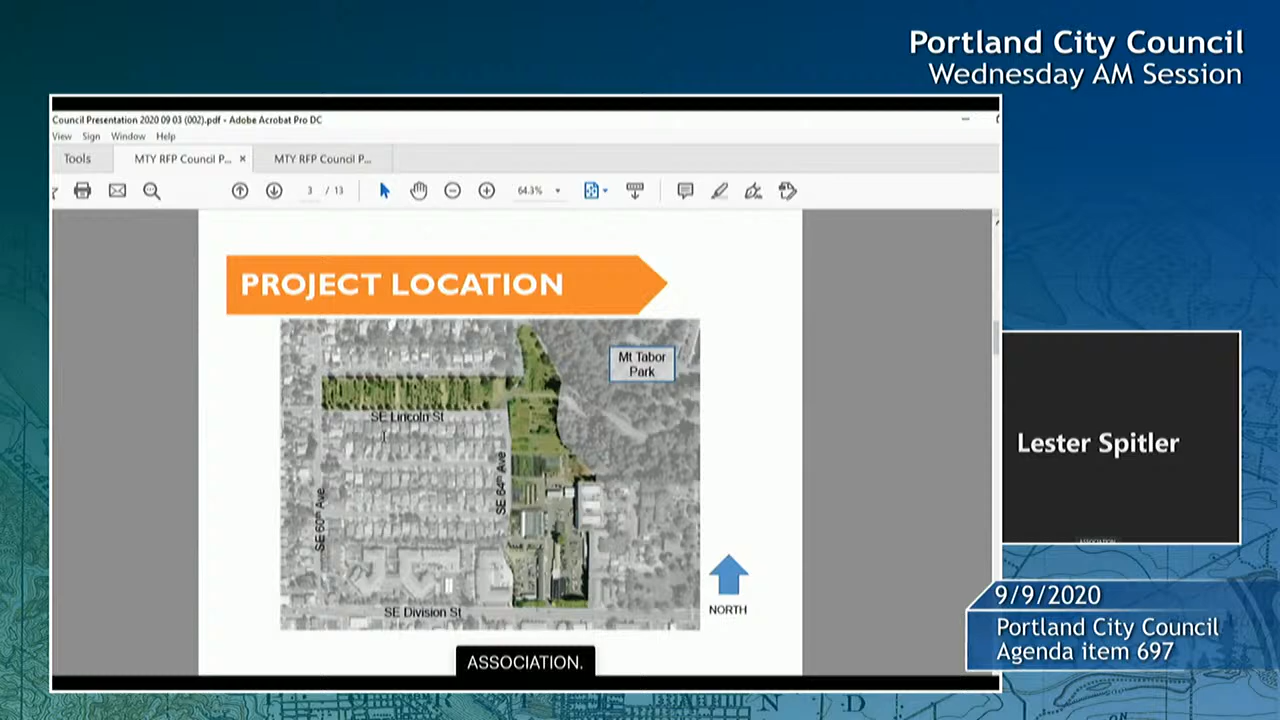 Portland City Council
Wednesday AM Session
Council Presentation 2020 09 03 (002).pdf - Adobe Acrobat Pro DC
View Sign Window Help
Tools
MTY RFP Council P... ×
MTY RFP Council P...
3 / 13
64.3%
PROJECT LOCATION
Mt Tabor
Park
SE Lincoln St
SE 64th Ave
SE 60th Ave
SE Division St
NORTH
Lester Spitler
ASSOCIATION
9/9/2020
Portland City Council
Agenda item 697
ASSOCIATION.
N D
ON